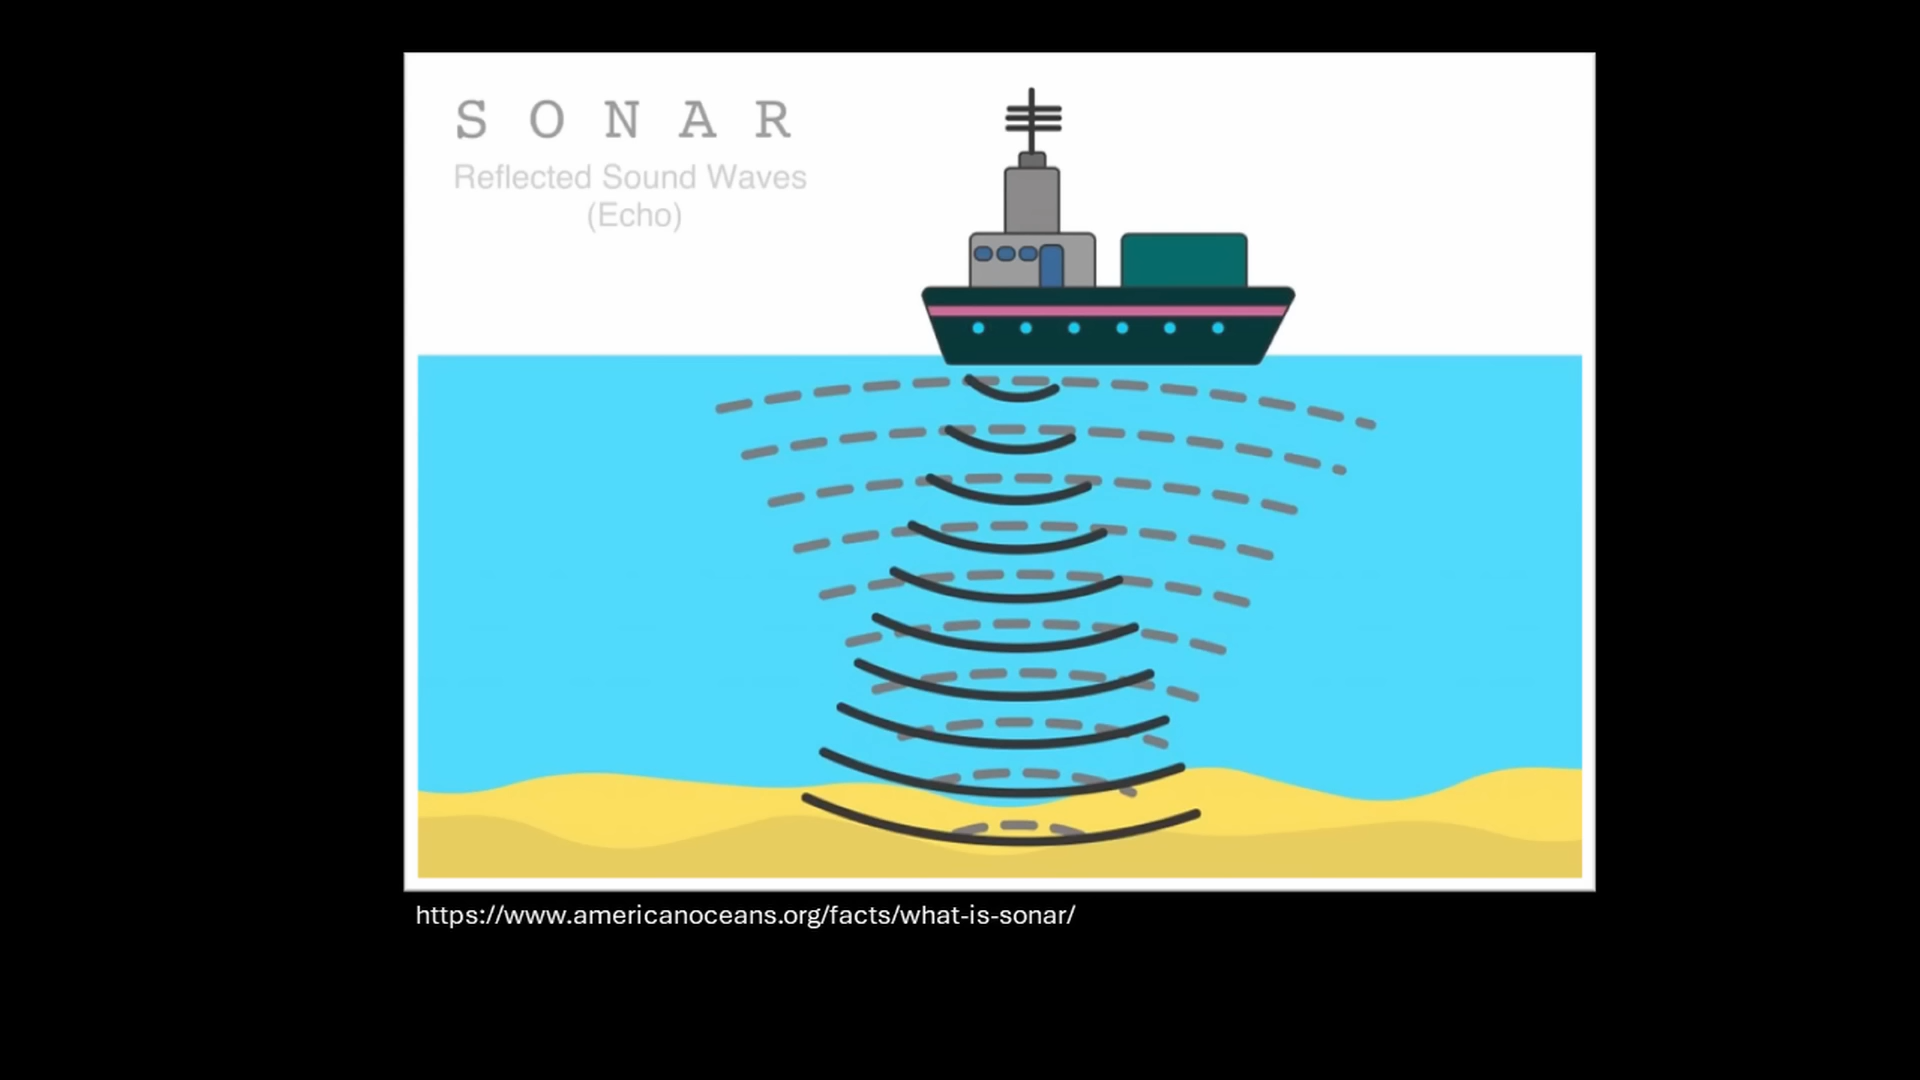 S O N A R
Reflected Sound Waves
(Echo)
https://www.americanoceans.org/facts/what-is-sonar/